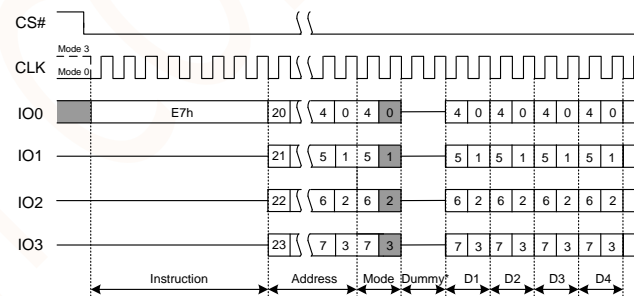 CS#
Mode 3
CLK
Mode 0
IO0 E7h 20 4 0 4 0 4 0 4 0 4 0 4 0
IO1 21 5 1 5 1 5 1 5 1 5 1 5 1
IO2 22 6 2 6 2 6 2 6 2 6 2 6 2
IO3 23 7 3 7 3 7 3 7 3 7 3 7 3
Instruction Address Mode Dummy* D1 D2 D3 D4